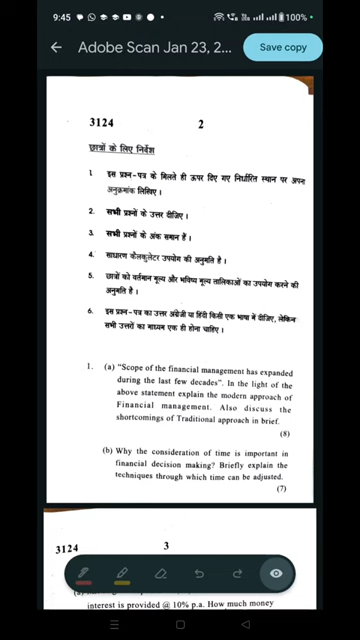 9:45
100%
Adobe Scan Jan 23, 2...
Save copy
3124 2
छात्रों के लिए निर्देश
1. इस प्रश्न-पत्र के मिलते ही ऊपर दिए गए निर्धारित स्थान पर अपना
अनुक्रमांक लिखिए।
2. सभी प्रश्नों के उत्तर दीजिए।
3. सभी प्रश्नों के अंक समान हैं।
4. साधारण कैलकुलेटर उपयोग की अनुमति है।
5. छात्रों को वर्तमान मूल्य और भविष्य मूल्य तालिकाओं का उपयोग करने की
अनुमति है।
6. इस प्रश्न-पत्र का उत्तर अंग्रेजी या हिंदी किसी एक भाषा में दीजिए, लेकिन
सभी उत्तरों का माध्यम एक ही होना चाहिए।
1. (a) "Scope of the financial management has expanded
during the last few decades". In the light of the
above statement explain the modern approach of
Financial management. Also discuss the
shortcomings of Traditional approach in brief.
(8)
(b) Why the consideration of time is important in
financial decision making? Briefly explain the
techniques through which time can be adjusted.
(7)
3124 3
interest is provided @ 10% p.a. How much money